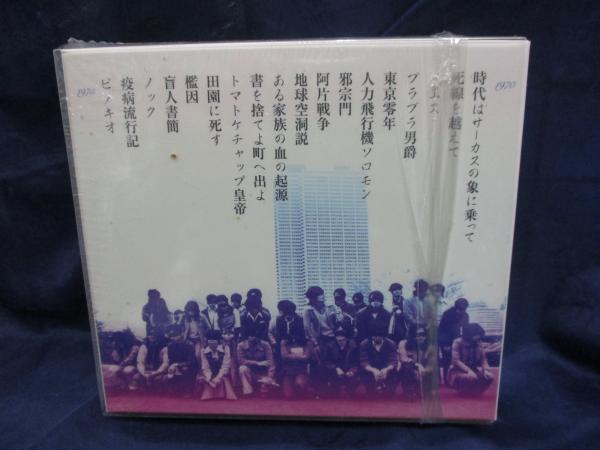 1970
時代はサーカスの象に乗って
死線を越えて
ブラブラ男爵
東京零年
人力飛行機ソロモン
邪宗門
阿片戦争
地球空洞説
ある家族の血の起源
書を捨てよ町へ出よ
トマトケチャップ皇帝
田園に死す
檻囚
盲人書簡
ノック
疫病流行記
ピノキオ
1974